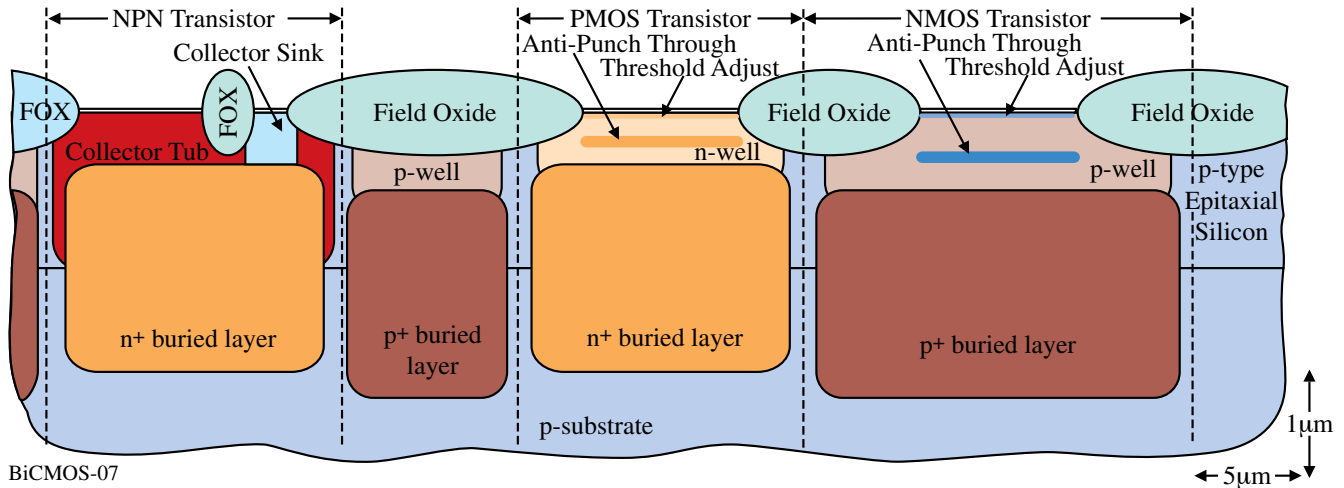 NPN Transistor
PMOS Transistor
NMOS Transistor
Collector Sink
Anti-Punch Through
Threshold Adjust
Anti-Punch Through
Threshold Adjust
FOX
FOX
Field Oxide
Field Oxide
Field Oxide
Collector Tub
p-well
n-well
p-well
p-type
Epitaxial
Silicon
n+ buried layer
p+ buried
layer
n+ buried layer
p+ buried layer
p-substrate
1μm
BiCMOS-07
5μm